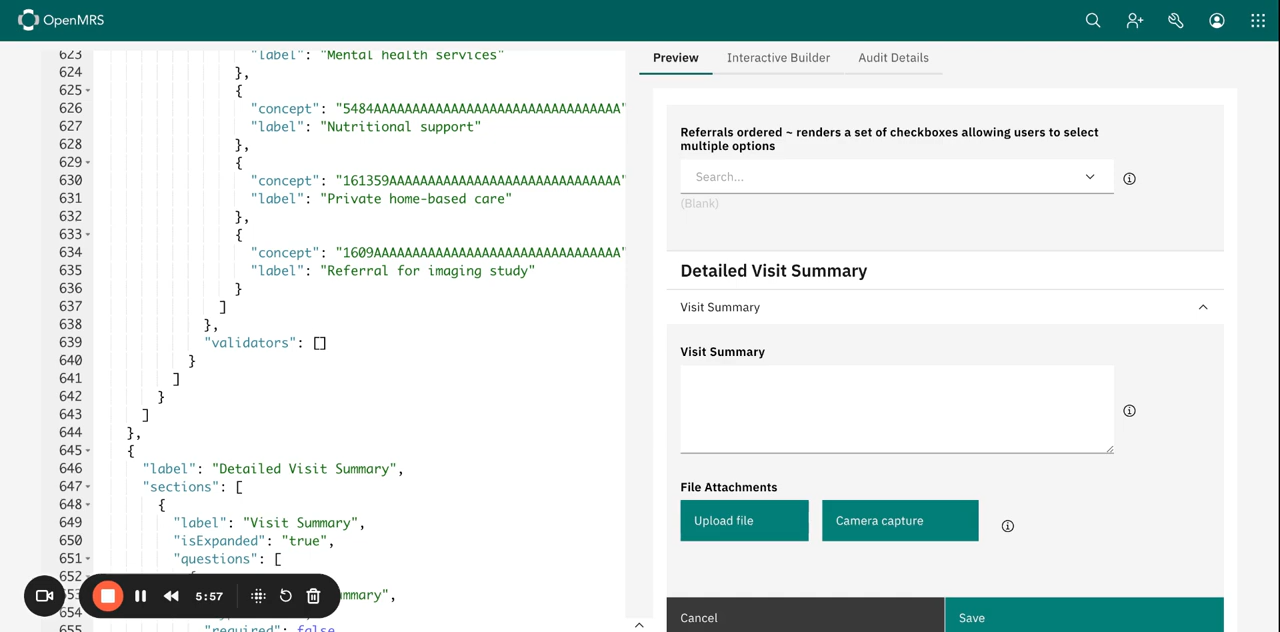 OpenMRS
623 "label": "Mental health services"
624 },
625 {
626 "concept": "5484AAAAAAAAAAAAAAAAAAAAAAAAAAAAAAAA"
627 "label": "Nutritional support"
628 },
629 {
630 "concept": "161359AAAAAAAAAAAAAAAAAAAAAAAAAAAAAA"
631 "label": "Private home-based care"
632 },
633 {
634 "concept": "1609AAAAAAAAAAAAAAAAAAAAAAAAAAAAAAAA"
635 "label": "Referral for imaging study"
636 }
637 ]
638 },
639 "validators": []
640 }
641 ]
642 }
643 ]
644 },
645 {
646 "label": "Detailed Visit Summary",
647 "sections": [
648 {
649 "label": "Visit Summary",
650 "isExpanded": "true",
651 "questions": [
652
5:57
654
655 "required": false
Preview Interactive Builder Audit Details
Referrals ordered ~ renders a set of checkboxes allowing users to select
multiple options
Search...
(Blank)
Detailed Visit Summary
Visit Summary
Visit Summary
File Attachments
Upload file Camera capture
Cancel Save